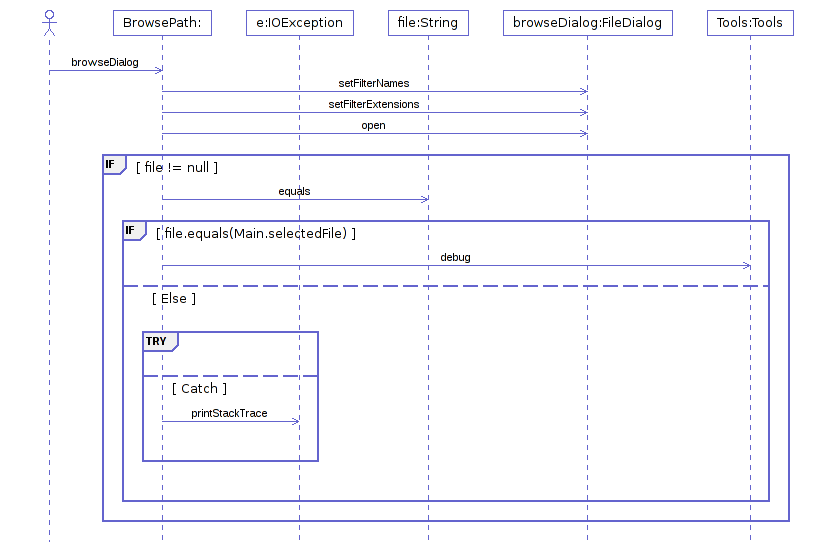 BrowsePath: e:IOException file:String browseDialog:FileDialog Tools:Tools
browseDialog
setFilterNames
setFilterExtensions
open
IF [ file != null ]
equals
IF [ file.equals(Main.selectedFile) ]
debug
[ Else ]
TRY
[ Catch ]
printStackTrace